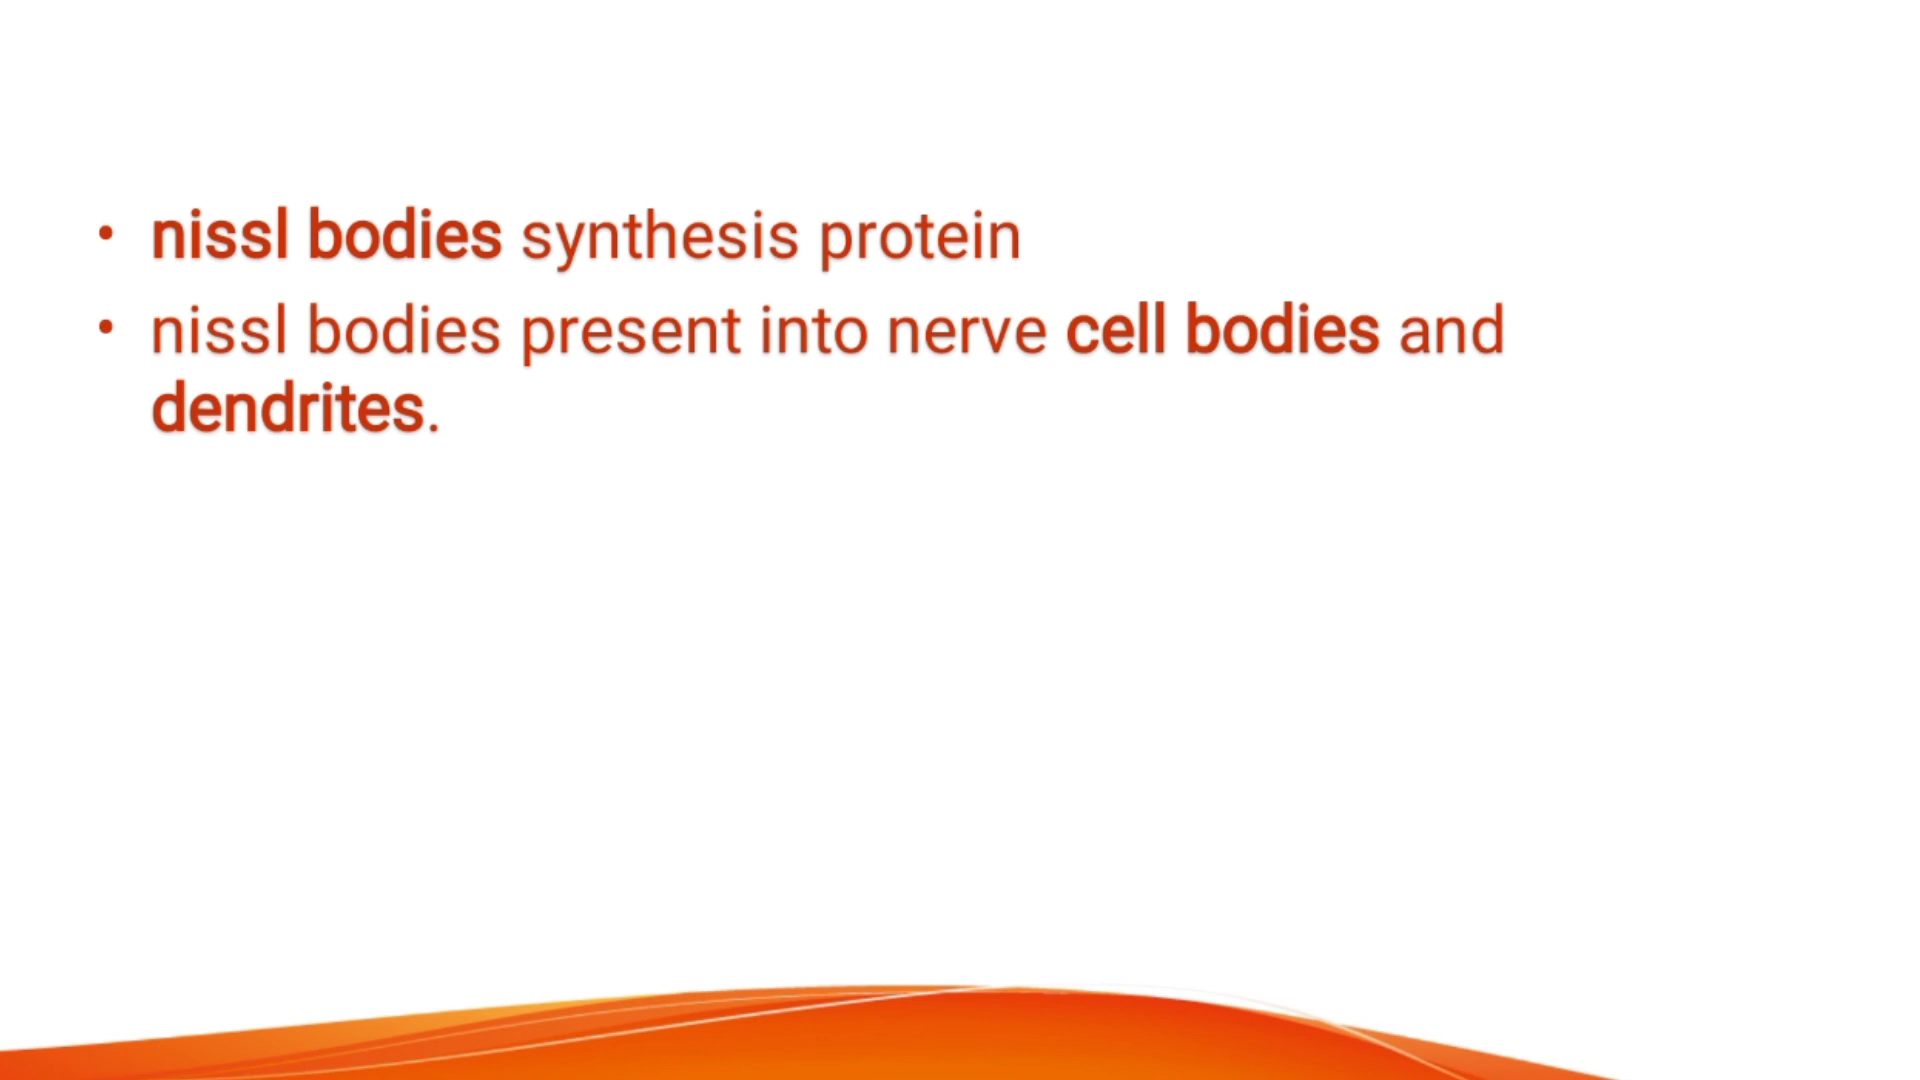 • nissl bodies synthesis protein
• nissl bodies present into nerve cell bodies and
dendrites.